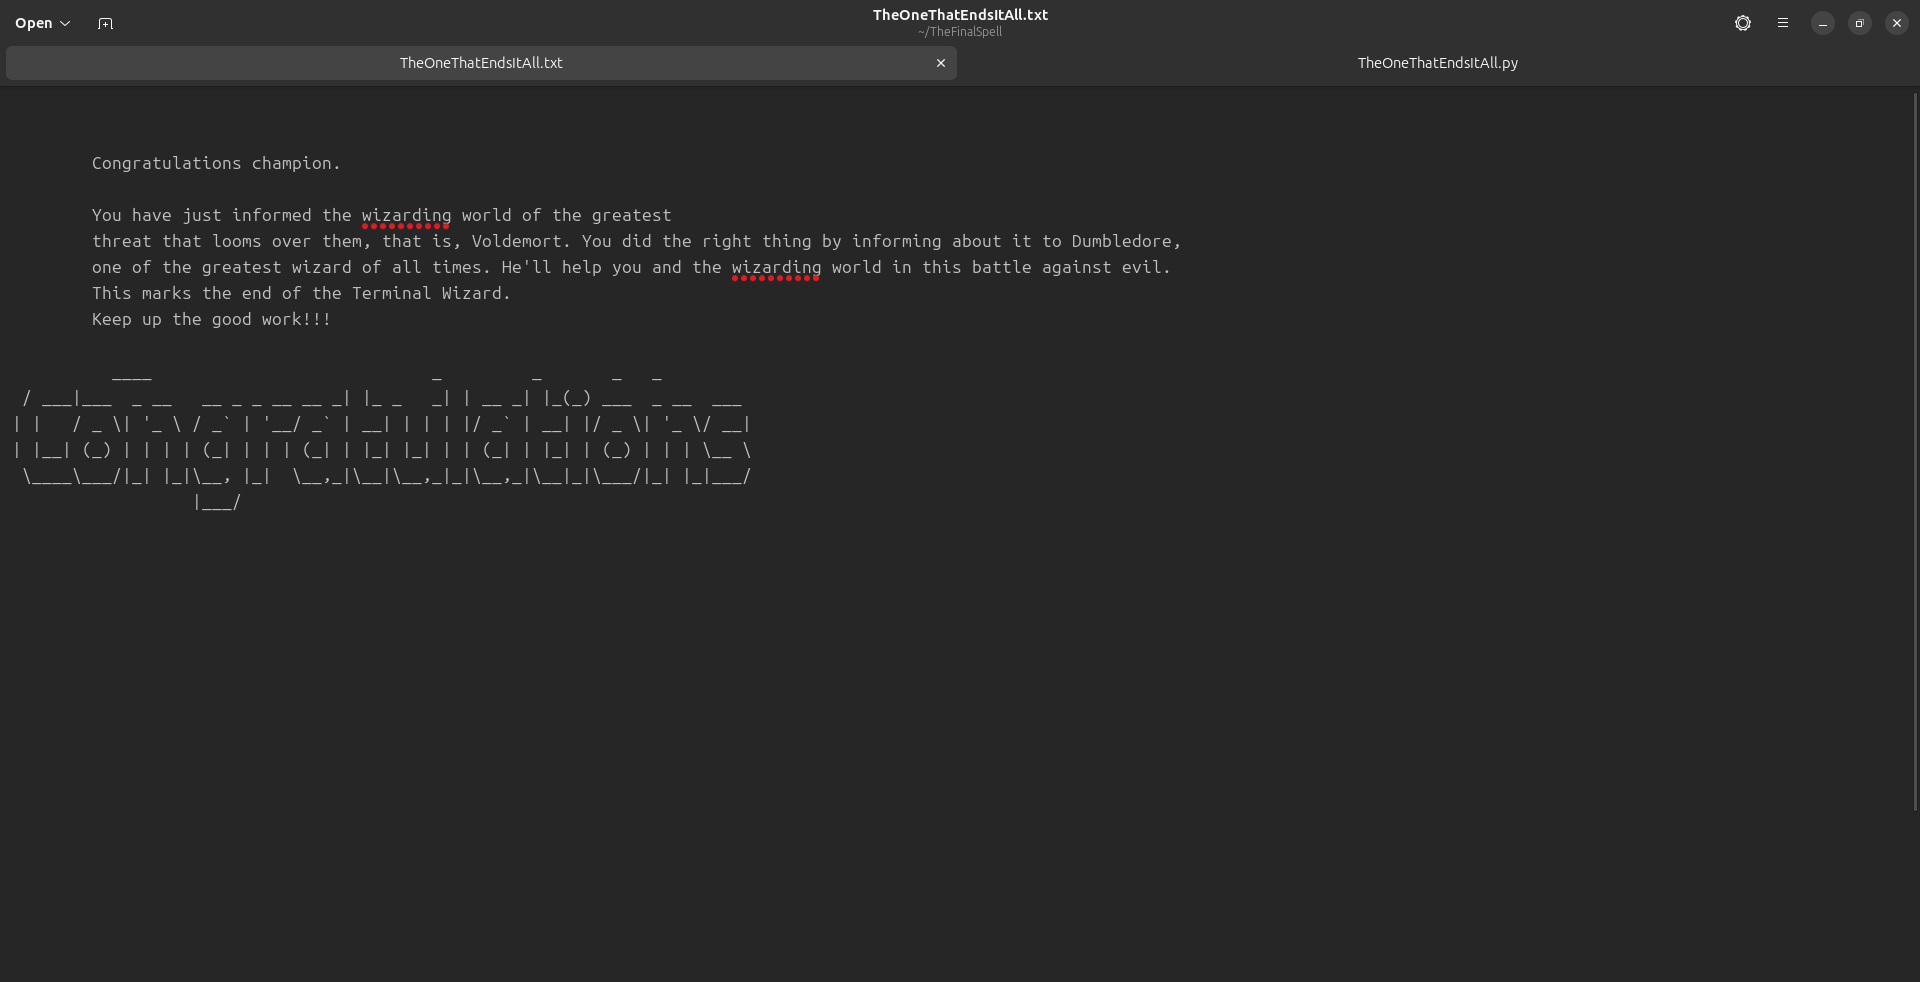 Open
TheOneThatEndsItAll.txt
~/TheFinalSpell
TheOneThatEndsItAll.txt
TheOneThatEndsItAll.py
Congratulations champion.
You have just informed the wizarding world of the greatest
threat that looms over them, that is, Voldemort. You did the right thing by informing about it to Dumbledore,
one of the greatest wizard of all times. He'll help you and the wizarding world in this battle against evil.
This marks the end of the Terminal Wizard.
Keep up the good work!!!
          ____                            _         _       _   _
 / ___|___  _ __   __ _ _ __ __ _| |_ _   _| | __ _| |_(_) ___  _ __  ___
| |   / _ \| '_ \ / _` | '__/ _` | __| | | |/ _` | __| |/ _ \| '_ \/ __|
| |__| (_) | | | | (_| | | | (_| | |_| |_| | | (_| | |_| | (_) | | | \__ \
 \____\___/|_| |_|\__, |_|  \__,_|\__|\__,_|_|\__,_|\__|_|\___/|_| |_|___/
                  |___/